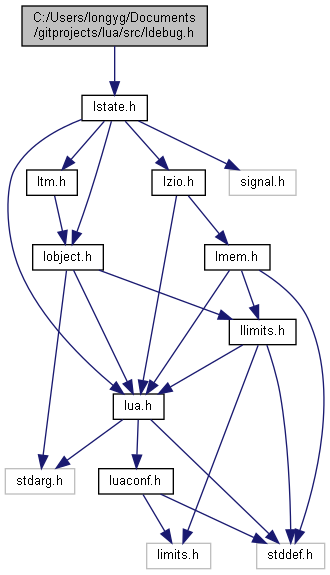 C:/Users/longyg/Documents
/gitprojects/lua/src/ldebug.h
lstate.h
ltm.h
lzio.h
signal.h
lobject.h
lmem.h
llimits.h
lua.h
stdarg.h
luaconf.h
limits.h
stddef.h